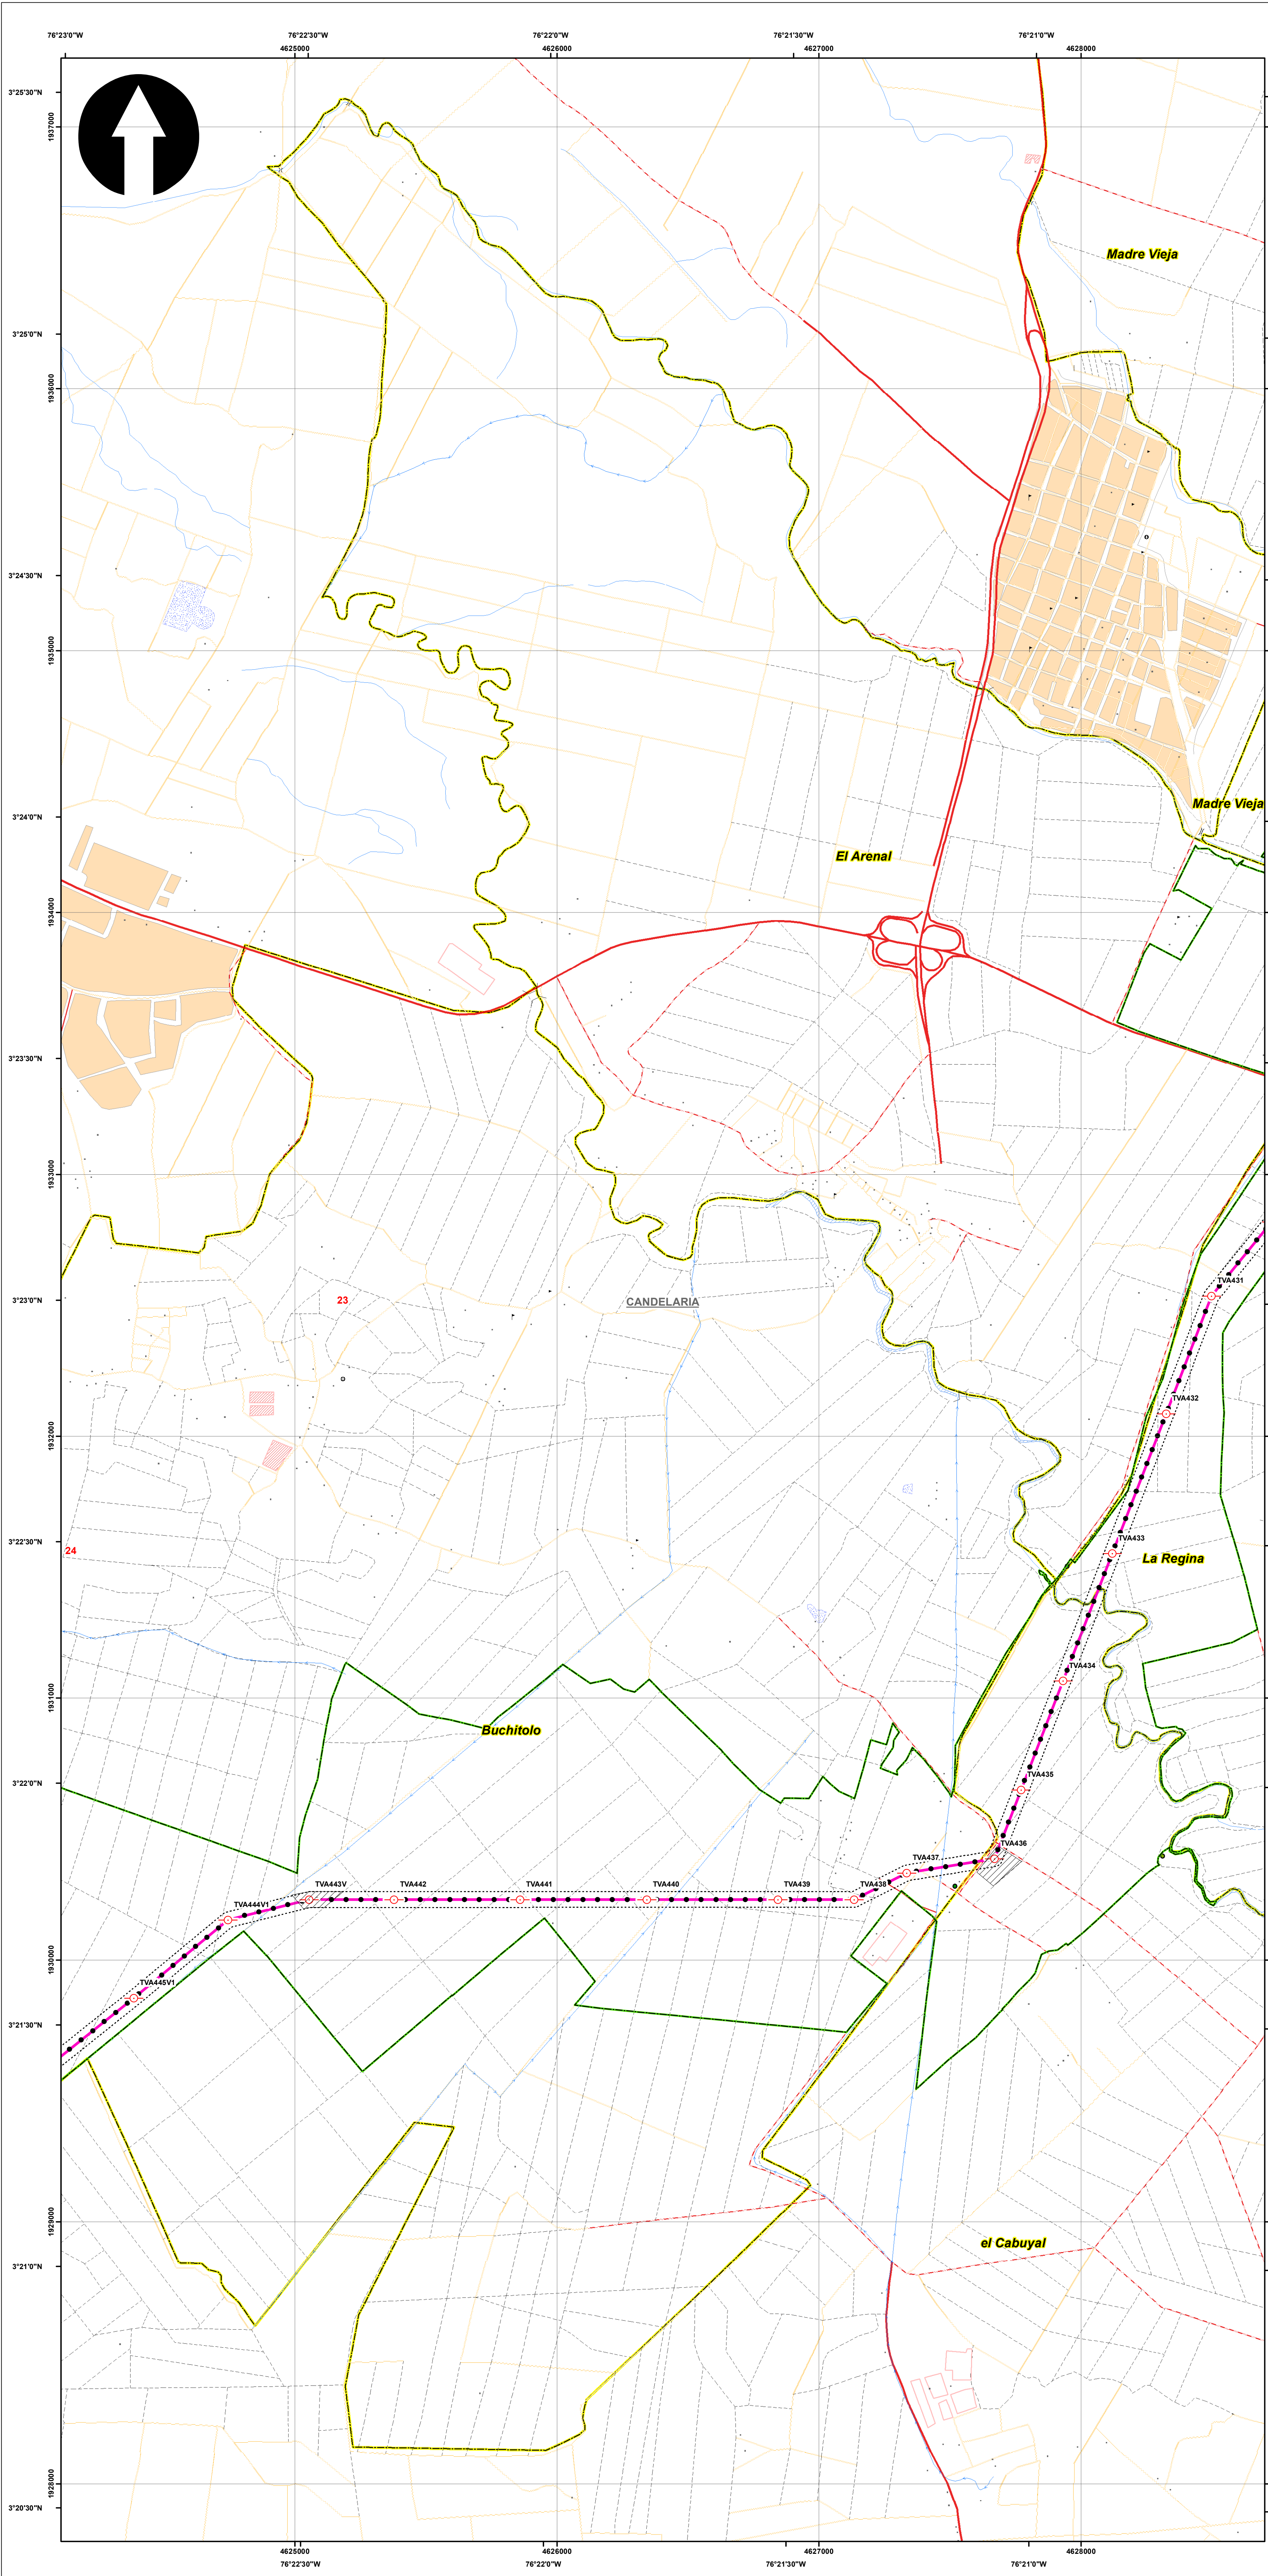 76°23'0"W
76°22'30"W
76°22'0"W
76°21'30"W
76°21'0"W
4625000
4626000
4627000
4628000
3°25'30"N
1937000
Madre Vieja
3°25'0"N
1936000
3°24'30"N
1935000
3°24'0"N
Madre Vieja
El Arenal
1934000
3°23'30"N
1933000
TVA431
3°23'0"N
23
CANDELARIA
TVA432
1932000
3°22'30"N
TVA433
24
La Regina
TVA434
1931000
Buchitolo
3°22'0"N
TVA435
TVA436
TVA437
TVA443V
TVA442
TVA441
TVA440
TVA439
TVA438
TVA444V1
1930000
TVA445V1
3°21'30"N
1929000
el Cabuyal
3°21'0"N
1928000
3°20'30"N
4625000
4626000
4627000
4628000
76°22'30"W
76°22'0"W
76°21'30"W
76°21'0"W